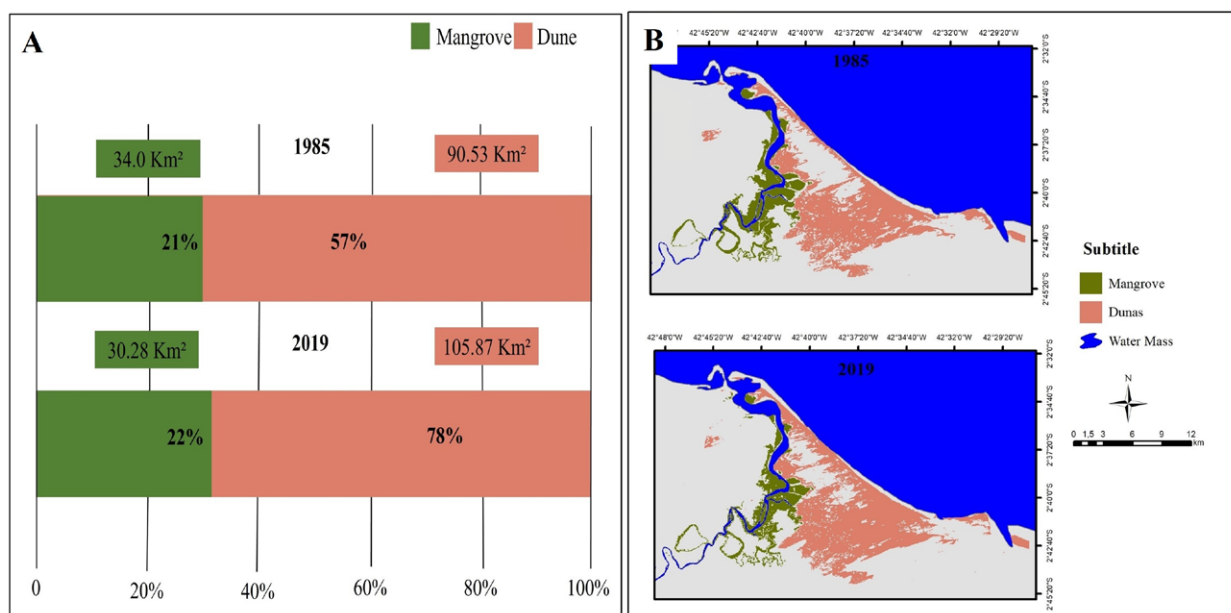 A
Mangrove Dune
34.0 Km² 1985 90.53 Km²
21% 57%
30.28 Km² 2019 105.87 Km²
22% 78%
0 20% 40% 60% 80% 100%
B
42°45'20"W 42°42'40"W 42°40'0"W 42°37'20"W 42°34'40"W 42°32'0"W 42°29'20"W
1985
2°32'0"S
2°34'40"S
2°37'20"S
2°40'0"S
2°42'40"S
2°45'20"S
42°48'0"W 42°45'20"W 42°42'40"W 42°40'0"W 42°37'20"W 42°34'40"W 42°32'0"W 42°29'20"W
2019
2°32'0"S
2°34'40"S
2°37'20"S
2°40'0"S
2°42'40"S
2°45'20"S
Subtitle
Mangrove
Dunas
Water Mass
N
0 1,5 3 6 9 12
km